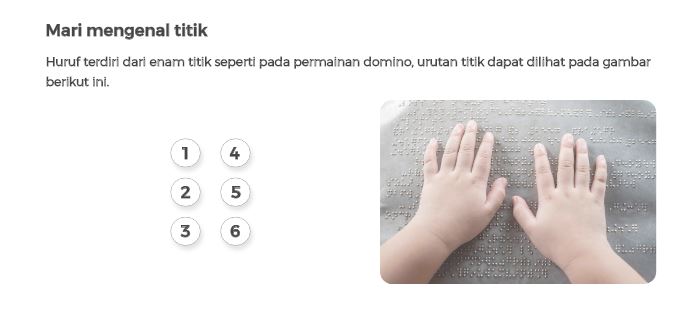 Mari mengenal titik
Huruf terdiri dari enam titik seperti pada permainan domino, urutan titik dapat dilihat pada gambar
berikut ini.
1 4
2 5
3 6